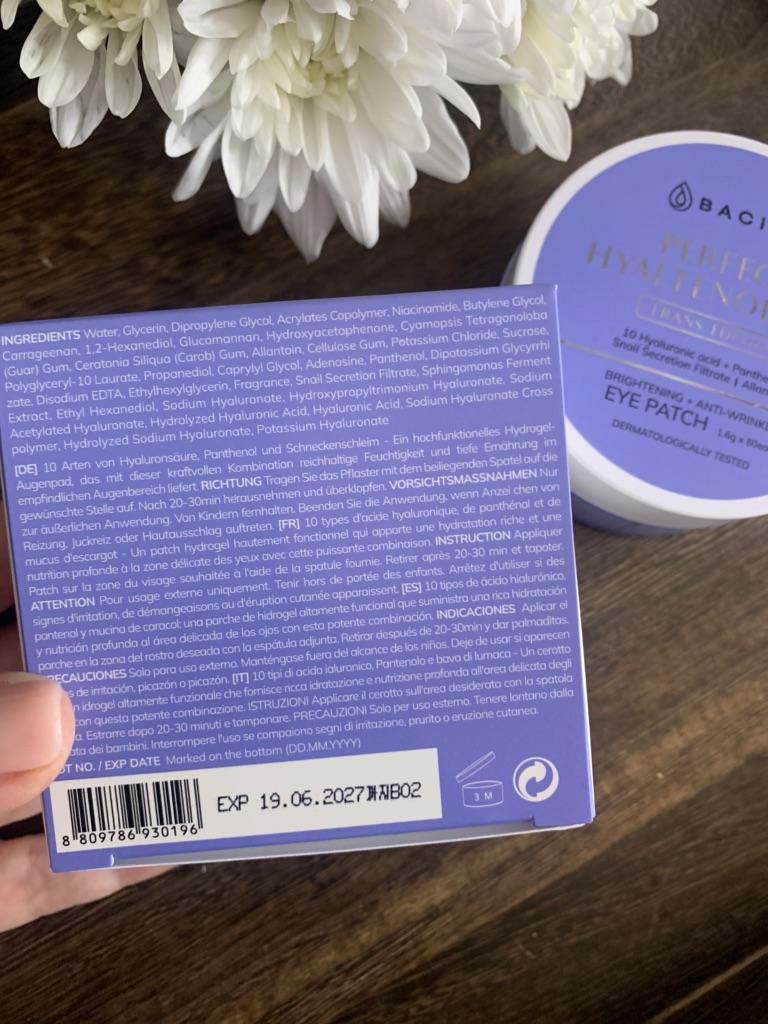 INGREDIENTS Water, Glycerin, Dipropylene Glycol, Acrylates Copolymer, Niacinamide, Butylene Glycol,
Carrageenan, 1,2-Hexanediol, Glucomannan, Hydroxyacetophenone, Cyamopsis Tetragonoloba
(Guar) Gum, Ceratonia Siliqua (Carob) Gum, Allantoin, Cellulose Gum, Potassium Chloride, Sucrose,
Polyglyceryl-10 Laurate, Propanediol, Caprylyl Glycol, Adenosine, Panthenol, Dipotassium Glycyrrhi
zate, Disodium EDTA, Ethylhexylglycerin, Fragrance, Snail Secretion Filtrate, Sphingomonas Ferment
Extract, Ethyl Hexanediol, Sodium Hyaluronate, Hydroxypropyltrimonium Hyaluronate, Sodium
Acetylated Hyaluronate, Hydrolyzed Hyaluronic Acid, Hyaluronic Acid, Sodium Hyaluronate Cross
polymer, Hydrolyzed Sodium Hyaluronate, Potassium Hyaluronate
[DE] 10 Arten von Hyaluronsäure, Panthenol und Schneckenschleim - Ein hochfunktionelles Hydrogel-
Augenpad, das mit dieser kraftvollen Kombination reichhaltige Feuchtigkeit und tiefe Ernährung im
empfindlichen Augenbereich liefert. RICHTUNG Tragen Sie das Pflaster mit dem beiliegenden Spatel auf die
gewünschte Stelle auf. Nach 20-30min herausnehmen und überklopfen. VORSICHTSMASSNAHMEN Nur
zur äußerlichen Anwendung. Von Kindern fernhalten. Beenden Sie die Anwendung, wenn Anzei chen von
Reizung, Juckreiz oder Hautausschlag auftreten. [FR] 10 types d'acide hyaluronique, de panthénol et de
mucus d'escargot - Un patch hydrogel hautement fonctionnel qui apporte une hydratation riche et une
nutrition profonde à la zone délicate des yeux avec cette puissante combinaison. INSTRUCTION Appliquer
Patch sur la zone du visage souhaitée à l'aide de la spatule fournie. Retirer après 20-30 min et tapoter.
ATTENTION Pour usage externe uniquement. Tenir hors de portée des enfants. Arrêtez d'utiliser si des
signes d'irritation, de démangeaisons ou d'éruption cutanée apparaissent. [ES] 10 tipos de ácido hialurónico,
pantenol y mucina de caracol: una parche de hidrogel altamente funcional que suministra una rica hidratación
y nutrición profunda al área delicada de los ojos con esta potente combinación. INDICACIONES Aplicar el
parche en la zona del rostro deseada con la espátula adjunta. Retirar después de 20-30min y dar palmaditas.
PRECAUCIONES Solo para uso externo. Manténgase fuera del alcance de los niños. Deje de usar si aparecen
s de irritación, picazón o picazón. [IT] 10 tipi di acido ialuronico, Pantenolo e bava di lumaca - Un cerotto
n idrogel altamente funzionale che fornisce ricca idratazione e nutrizione profonda all'area delicata degli
on questa potente combinazione. ISTRUZIONI Applicare il cerotto sull'area desiderata con la spatola
a. Estrarre dopo 20-30 minuti e tamponare. PRECAUZIONI Solo per uso esterno. Tenere lontano dalla
ata dei bambini. Interrompere l'uso se compaiono segni di irritazione, prurito o eruzione cutanea.
OT NO. / EXP DATE Marked on the bottom (DD.MM.YYYY)
8 809786 930196
EXP 19.06.2027까지B02
3 M
BACI
PERFEC
HYALTENO
TRANS EDG
10 Hyaluronic acid + Panthe
Snail Secretion Filtrate | Allan
BRIGHTENING + ANTI-WRINKL
EYE PATCH 1.6g x 60ea
DERMATOLOGICALLY TESTED